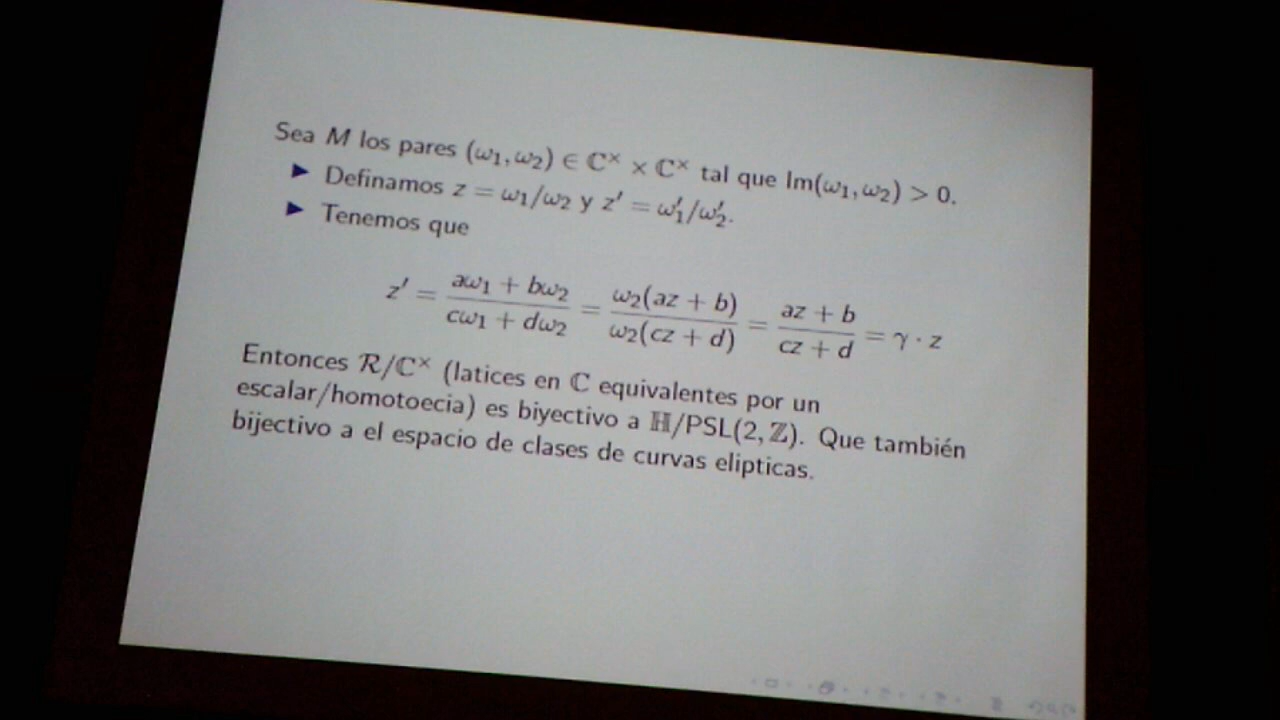 Sea M los pares (ω₁, ω₂) ∈ ℂ× × ℂ× tal que Im(ω₁, ω₂) > 0.
▶ Definamos z = ω₁/ω₂ y z′ = ω′₁/ω′₂.
▶ Tenemos que
z′ = (aω₁ + bω₂)/(cω₁ + dω₂) = ω₂(az + b)/ω₂(cz + d) = (az + b)/(cz + d) = γ · z
Entonces ℛ/ℂ× (latices en ℂ equivalentes por un
escalar/homotoecia) es biyectivo a ℍ/PSL(2, ℤ). Que también
bijectivo a el espacio de clases de curvas elipticas.